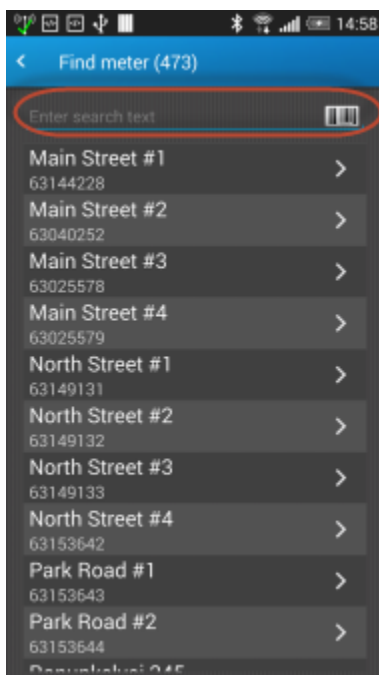 14:58
Find meter (473)
Enter search text
Main Street #1
63144228
Main Street #2
63040252
Main Street #3
63025578
Main Street #4
63025579
North Street #1
63149131
North Street #2
63149132
North Street #3
63149133
North Street #4
63153642
Park Road #1
63153643
Park Road #2
63153644